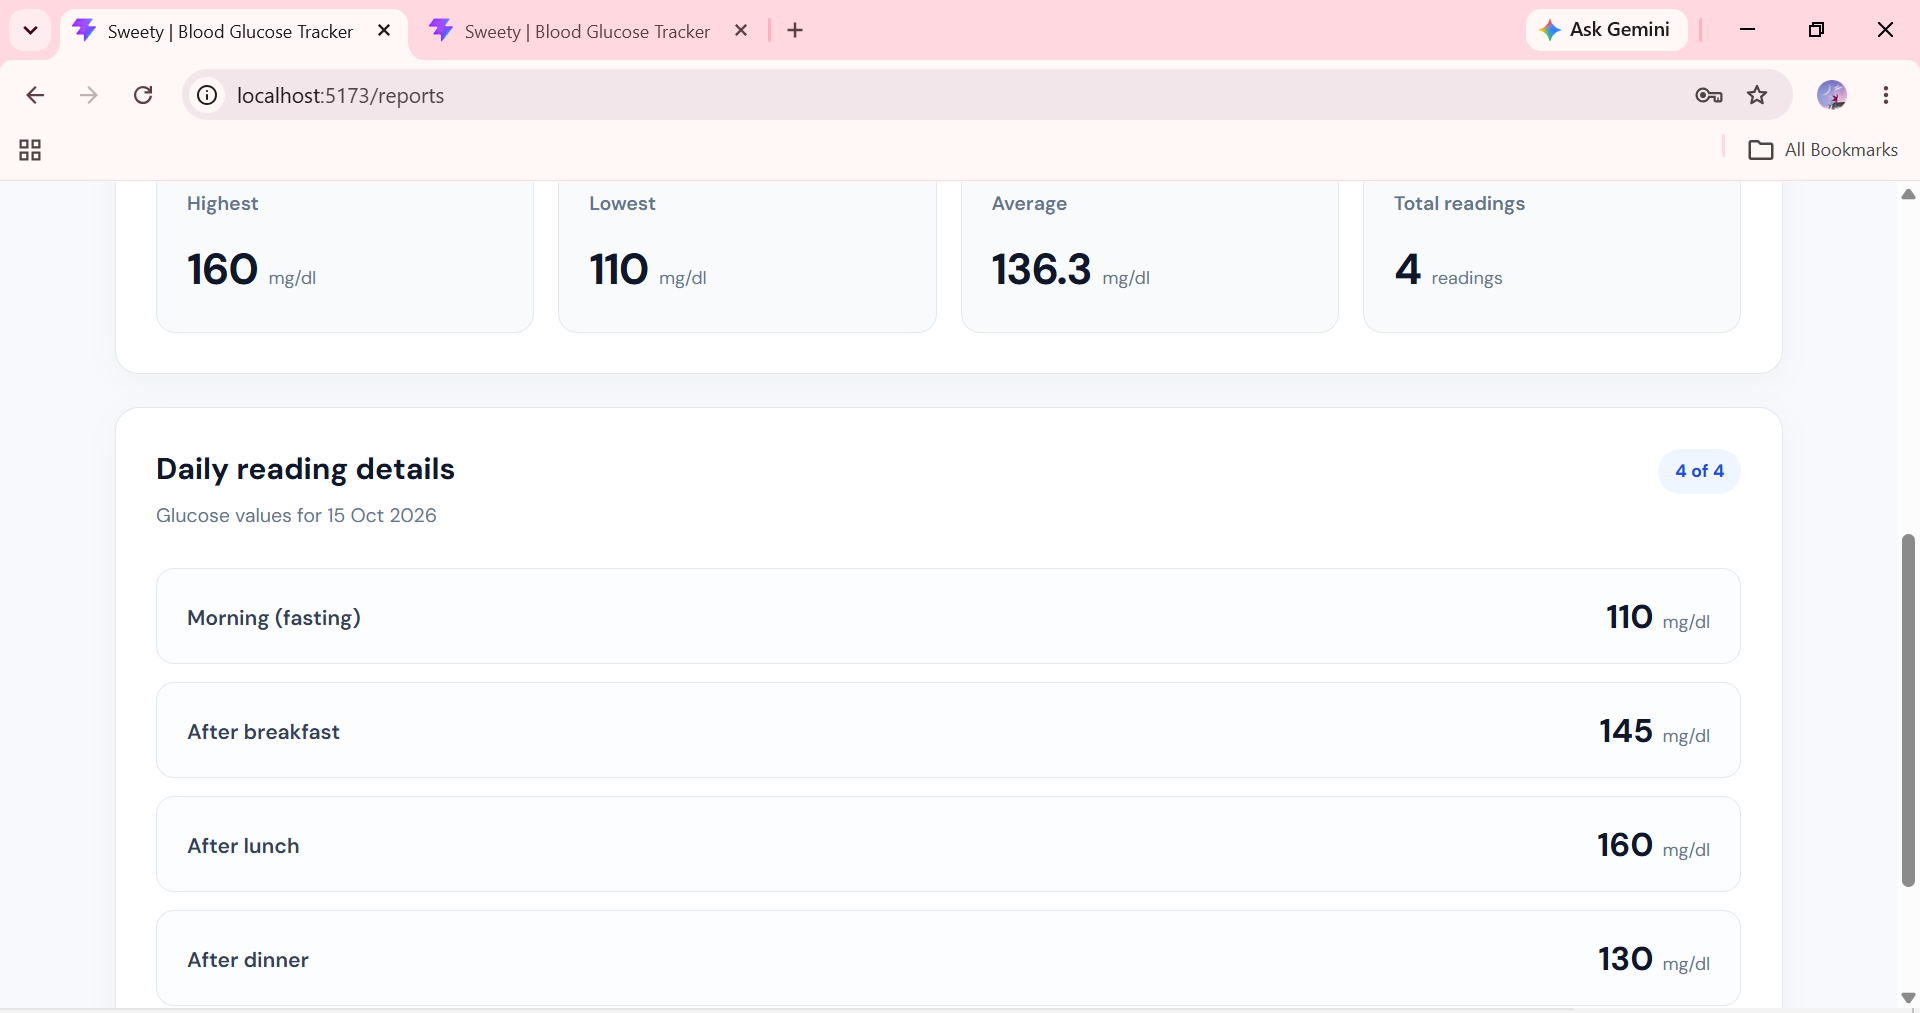 Sweety | Blood Glucose Tracker
Sweety | Blood Glucose Tracker
Ask Gemini
localhost:5173/reports
All Bookmarks
Highest
160 mg/dl
Lowest
110 mg/dl
Average
136.3 mg/dl
Total readings
4 readings
Daily reading details
4 of 4
Glucose values for 15 Oct 2026
Morning (fasting)
110 mg/dl
After breakfast
145 mg/dl
After lunch
160 mg/dl
After dinner
130 mg/dl